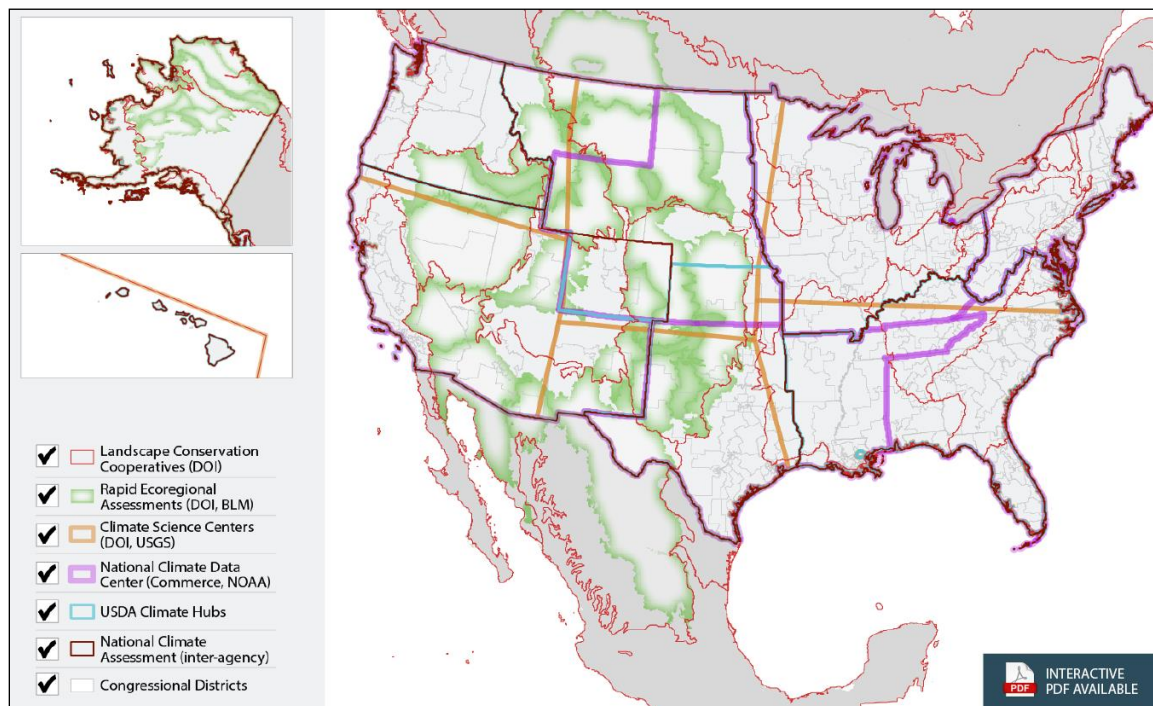 Landscape Conservation
Cooperatives (DOI)
Rapid Ecoregional
Assessments (DOI, BLM)
Climate Science Centers
(DOI, USGS)
National Climate Data
Center (Commerce, NOAA)
USDA Climate Hubs
National Climate
Assessment (inter-agency)
Congressional Districts
PDF
INTERACTIVE
PDF AVAILABLE